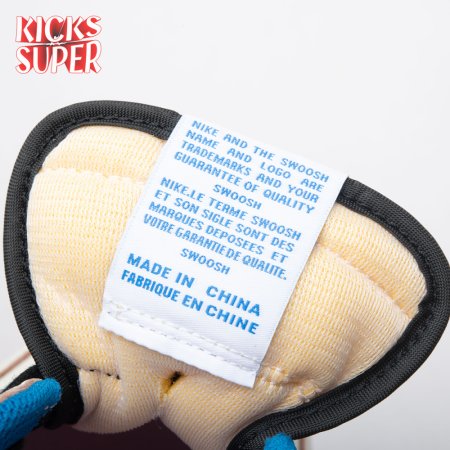 KICKS
SUPER
NIKE AND THE SWOOSH
NAME AND LOGO ARE
TRADEMARKS AND YOUR
GUARANTEE OF QUALITY
SWOOSH
NIKE.LE TERME SWOOSH
ET SON SIGLE SONT DES
MARQUES DEPOSEES ET
VOTRE GARANTIE DE QUALITE.
SWOOSH
MADE IN CHINA
FABRIQUE EN CHINE